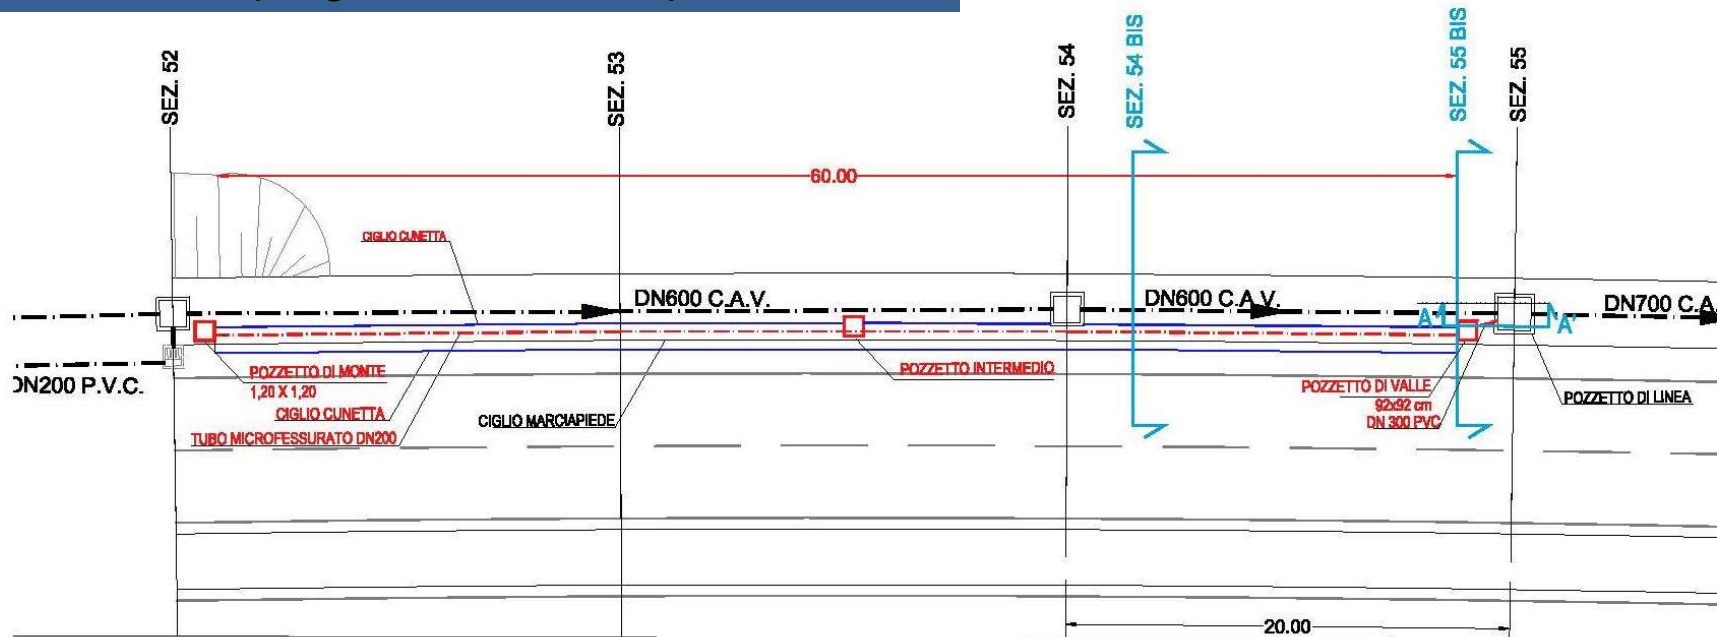 SEZ. 52
SEZ. 53
SEZ. 54
SEZ. 54 BIS
SEZ. 55 BIS
SEZ. 55
60.00
CIGLIO CUNETTA
DN600 C.A.V.
DN600 C.A.V.
DN700 C.A.
A'
A'
DN200 P.V.C.
POZZETTO DI MONTE
1,20 X 1,20
CIGLIO CUNETTA
TUBO MICROFESSURATO DN200
CIGLIO MARCIAPIEDE
POZZETTO INTERMEDIO
POZZETTO DI VALLE
92x92 cm
DN 300 PVC
POZZETTO DI LINEA
20.00